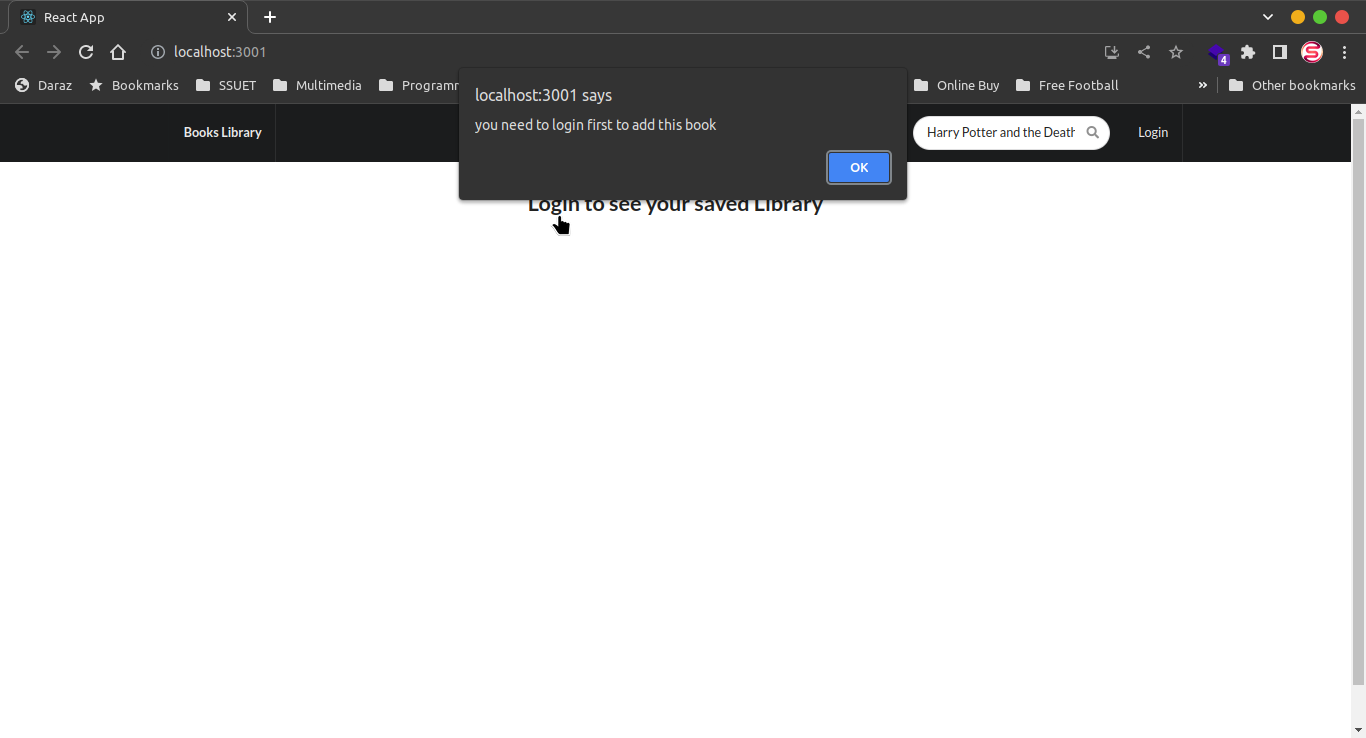 React App
localhost:3001
4
Daraz
Bookmarks
SSUET
Multimedia
Programm
Online Buy
Free Football
»
Other bookmarks
localhost:3001 says
you need to login first to add this book
OK
Books Library
Harry Potter and the Death
Login
Login to see your saved Library